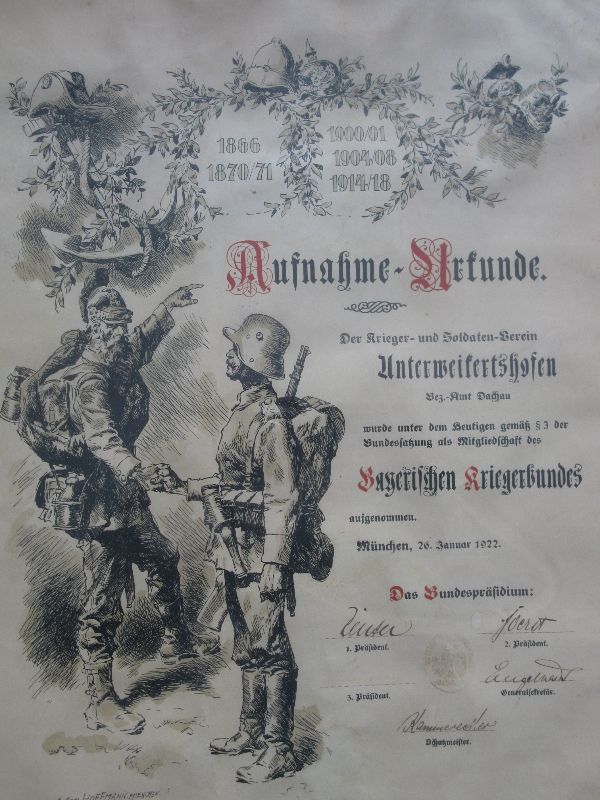 1866
1870/71
1900/01
1904/08
1914/18
Aufnahme-Urkunde.
Der Krieger- und Soldaten-Verein
Unterweikertshofen
Bez.-Amt Dachau
wurde unter dem Heutigen gemäß § 3 der
Bundessatzung als Mitgliedschaft des
Bayerischen Kriegerbundes
aufgenommen.
München, 26. Januar 1922.
Das Bundespräsidium:
1. Präsident.
2. Präsident.
3. Präsident.
Generalsekretär.
Schatzmeister.
HOFFMANN. MÜNCHEN